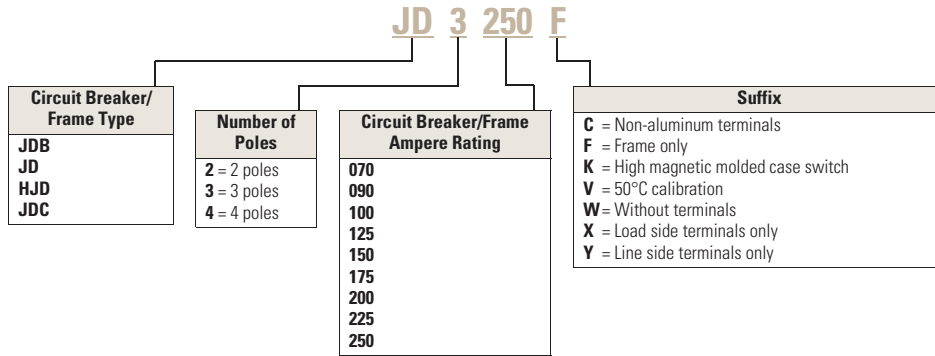 JD 3 250 F
Circuit Breaker/
Frame Type
JDB
JD
HJD
JDC
Number of
Poles
2 = 2 poles
3 = 3 poles
4 = 4 poles
Circuit Breaker/Frame
Ampere Rating
070
090
100
125
150
175
200
225
250
Suffix
C = Non-aluminum terminals
F = Frame only
K = High magnetic molded case switch
V = 50°C calibration
W= Without terminals
X = Load side terminals only
Y = Line side terminals only